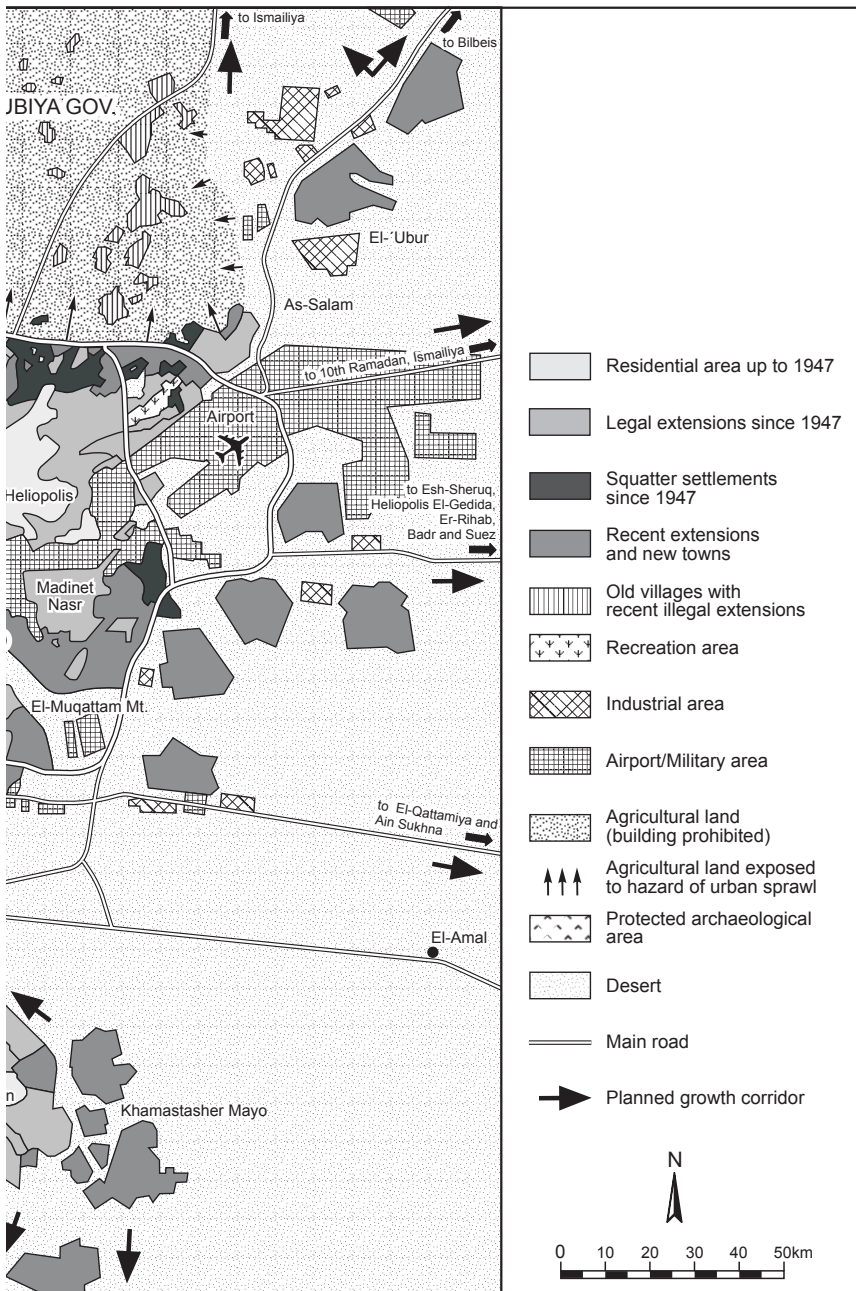 to Ismailiya
to Bilbeis
UBIYA GOV.
El-´Ubur
As-Salam
to 10th Ramadan, Ismailiya
Airport
Heliopolis
to Esh-Sheruq,
Heliopolis El-Gedida,
Er-Rihab,
Badr and Suez
Madinet
Nasr
El-Muqattam Mt.
to El-Qattamiya and
Ain Sukhna
El-Amal
n
Khamastasher Mayo
Residential area up to 1947
Legal extensions since 1947
Squatter settlements
since 1947
Recent extensions
and new towns
Old villages with
recent illegal extensions
Recreation area
Industrial area
Airport/Military area
Agricultural land
(building prohibited)
Agricultural land exposed
to hazard of urban sprawl
Protected archaeological
area
Desert
Main road
Planned growth corridor
N
0 10 20 30 40 50km